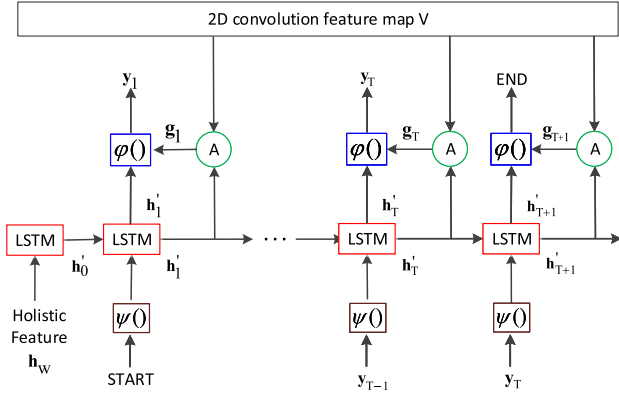 2D convolution feature map V
y1 yT END
g1 A gT A gT+1 A
φ() φ() φ()
h'1 h'T h'T+1
LSTM LSTM ··· LSTM LSTM
h'0 h'1 h'T h'T+1
Holistic
Feature
hW
ψ() ψ() ψ()
START yT−1 yT